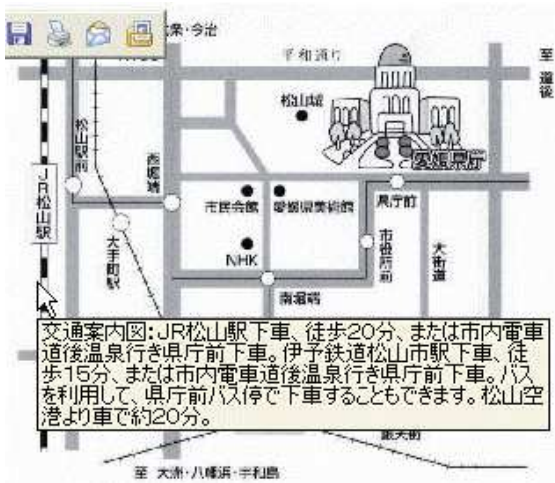 条・今治
平和通り
至 道後
松山城
愛媛県庁
松山駅前
西堀端
JR松山駅
市民会館
愛媛県美術館
県庁前
大手町駅
NHK
市役所前
大街道
南堀端
交通案内図:JR松山駅下車、徒歩20分、または市内電車
道後温泉行き県庁前下車。伊予鉄道松山市駅下車、徒
歩15分、または市内電車道後温泉行き県庁前下車。バス
を利用して、県庁前バス停で下車することもできます。松山空
港より車で約20分。
銀天街
至 大洲・八幡浜・宇和島